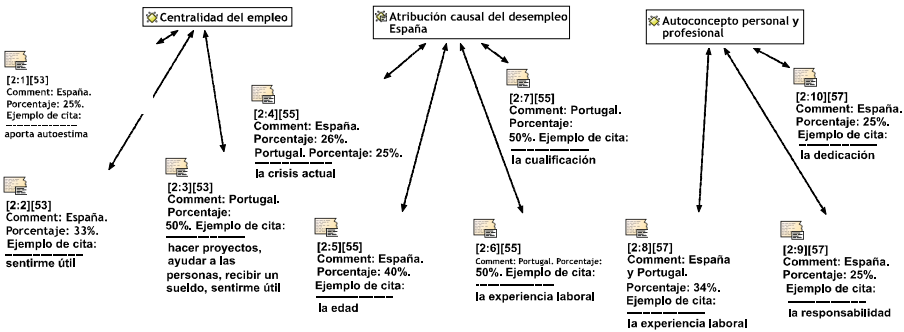 Centralidad del empleo
Atribución causal del desempleo
España
Autoconcepto personal y
profesional
[2:1][53]
Comment: España.
Porcentaje: 25%.
Ejemplo de cita:
aporta autoestima
[2:2][53]
Comment: España.
Porcentaje: 33%.
Ejemplo de cita:
sentirme útil
[2:3][53]
Comment: Portugal.
Porcentaje:
50%. Ejemplo de cita:
hacer proyectos,
ayudar a las
personas, recibir un
sueldo, sentirme útil
[2:4][55]
Comment: España.
Porcentaje: 26%.
Portugal. Porcentaje: 25%.
la crisis actual
[2:5][55]
Comment: España.
Porcentaje: 40%.
Ejemplo de cita:
la edad
[2:6][55]
Comment: Portugal. Porcentaje:
50%. Ejemplo de cita:
la experiencia laboral
[2:7][55]
Comment: Portugal.
Porcentaje:
50%. Ejemplo de cita:
la cualificación
[2:8][57]
Comment: España
y Portugal.
Porcentaje: 34%.
Ejemplo de cita:
la experiencia laboral
[2:9][57]
Comment: España.
Porcentaje: 25%.
Ejemplo de cita:
la responsabilidad
[2:10][57]
Comment: España.
Porcentaje: 25%.
Ejemplo de cita:
la dedicación